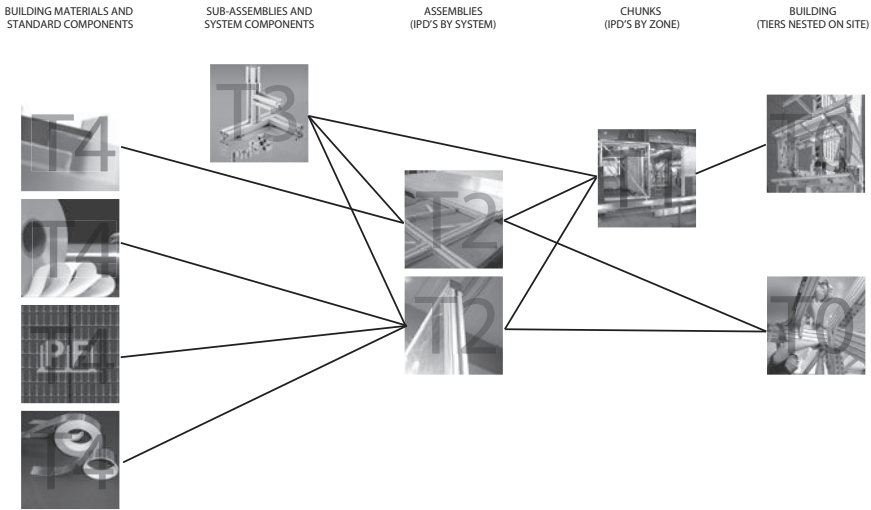 BUILDING MATERIALS AND
STANDARD COMPONENTS
SUB-ASSEMBLIES AND
SYSTEM COMPONENTS
ASSEMBLIES
(IPD'S BY SYSTEM)
CHUNKS
(IPD'S BY ZONE)
BUILDING
(TIERS NESTED ON SITE)
T4
T3
T2
T1
T0
T4
T4
T2
T0
T4